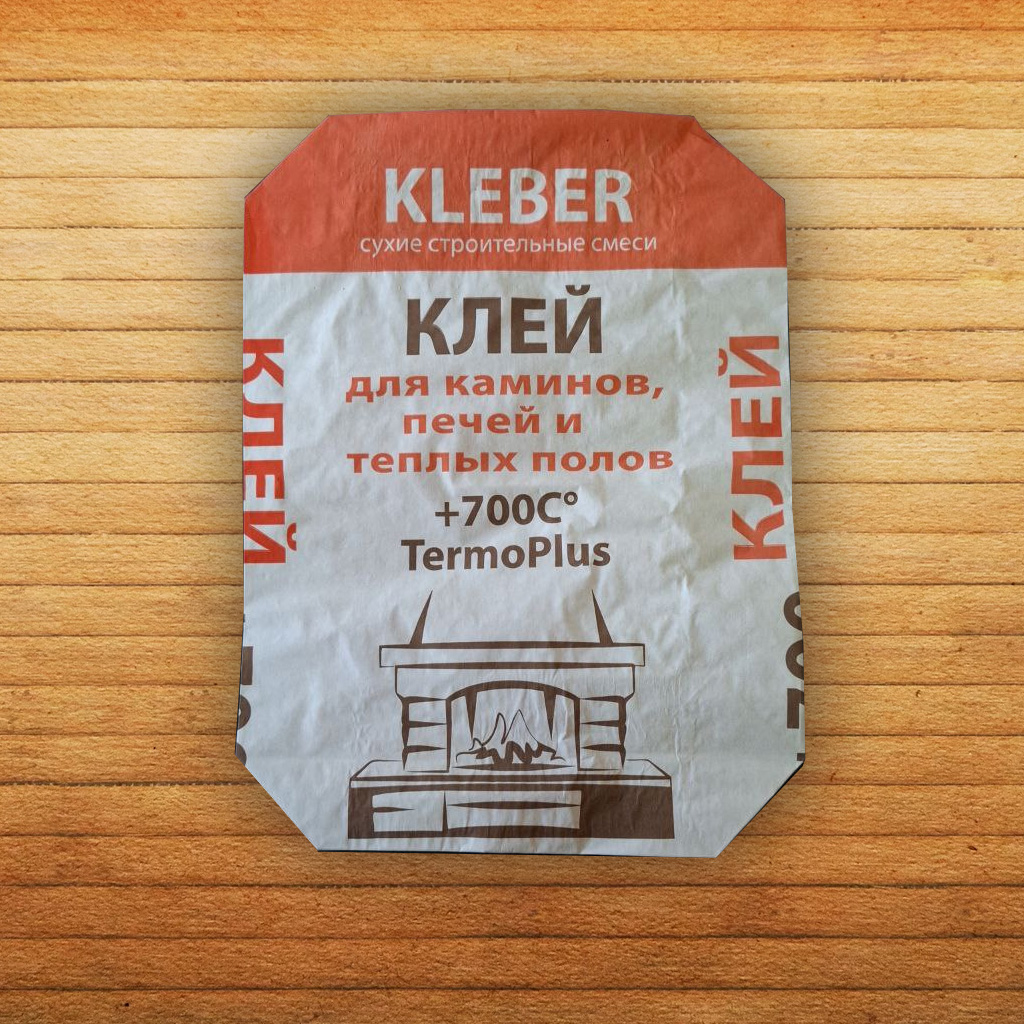 KLEBER
сухие строительные смеси
КЛЕЙ
для каминов,
печей и
теплых полов
+700C°
TermoPlus
КЛЕЙ
КЛЕЙ